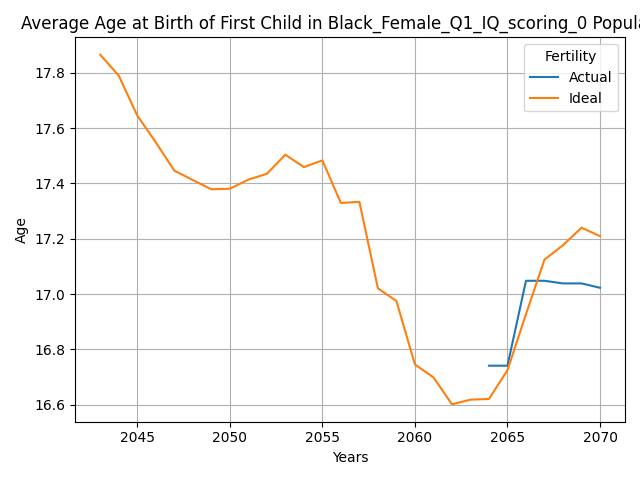 Average Age at Birth of First Child in Black_Female_Q1_IQ_scoring_0 Popula
Fertility
Actual
Ideal
17.8
17.6
17.4
17.2
17.0
16.8
16.6
Age
2045 2050 2055 2060 2065 2070
Years